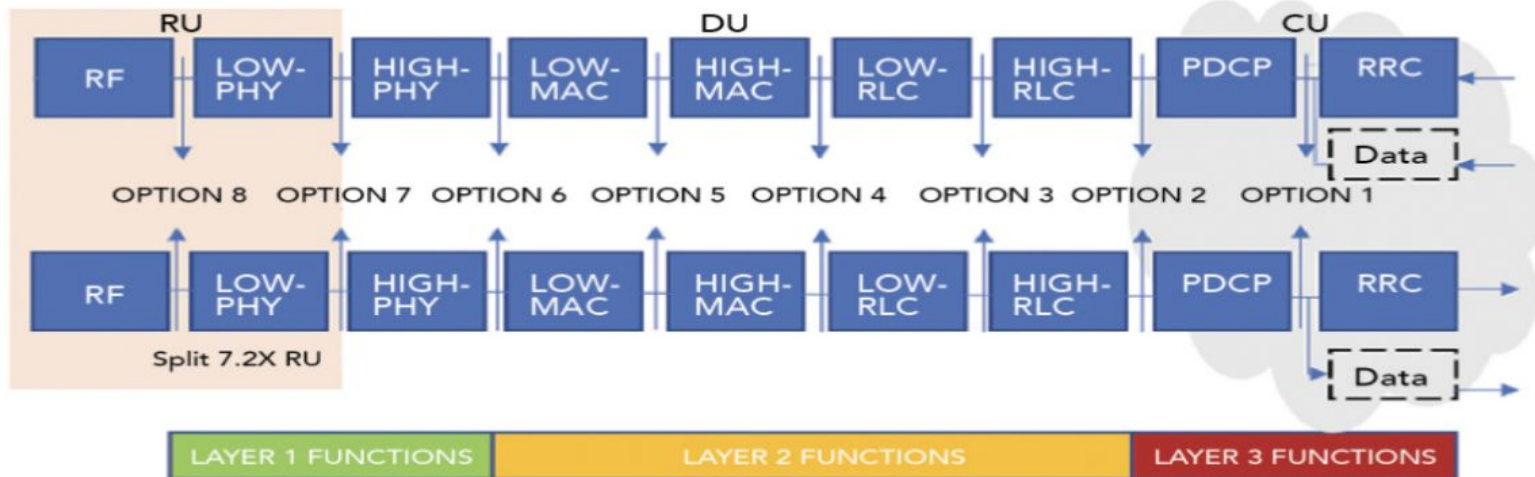 RU DU CU
RF LOW-PHY HIGH-PHY LOW-MAC HIGH-MAC LOW-RLC HIGH-RLC PDCP RRC
Data
OPTION 8 OPTION 7 OPTION 6 OPTION 5 OPTION 4 OPTION 3 OPTION 2 OPTION 1
RF LOW-PHY HIGH-PHY LOW-MAC HIGH-MAC LOW-RLC HIGH-RLC PDCP RRC
Split 7.2X RU
Data
LAYER 1 FUNCTIONS LAYER 2 FUNCTIONS LAYER 3 FUNCTIONS